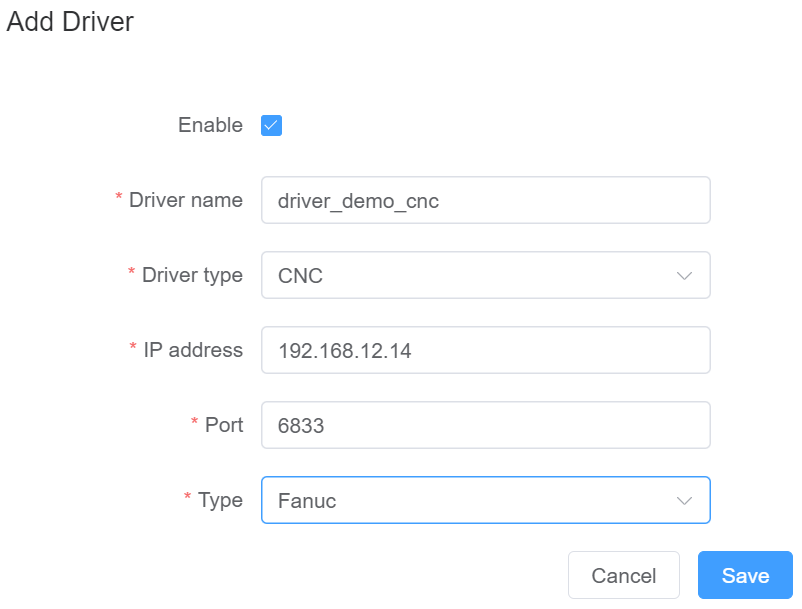 Add Driver
Enable
* Driver name driver_demo_cnc
* Driver type CNC
* IP address 192.168.12.14
* Port 6833
* Type Fanuc
Cancel Save